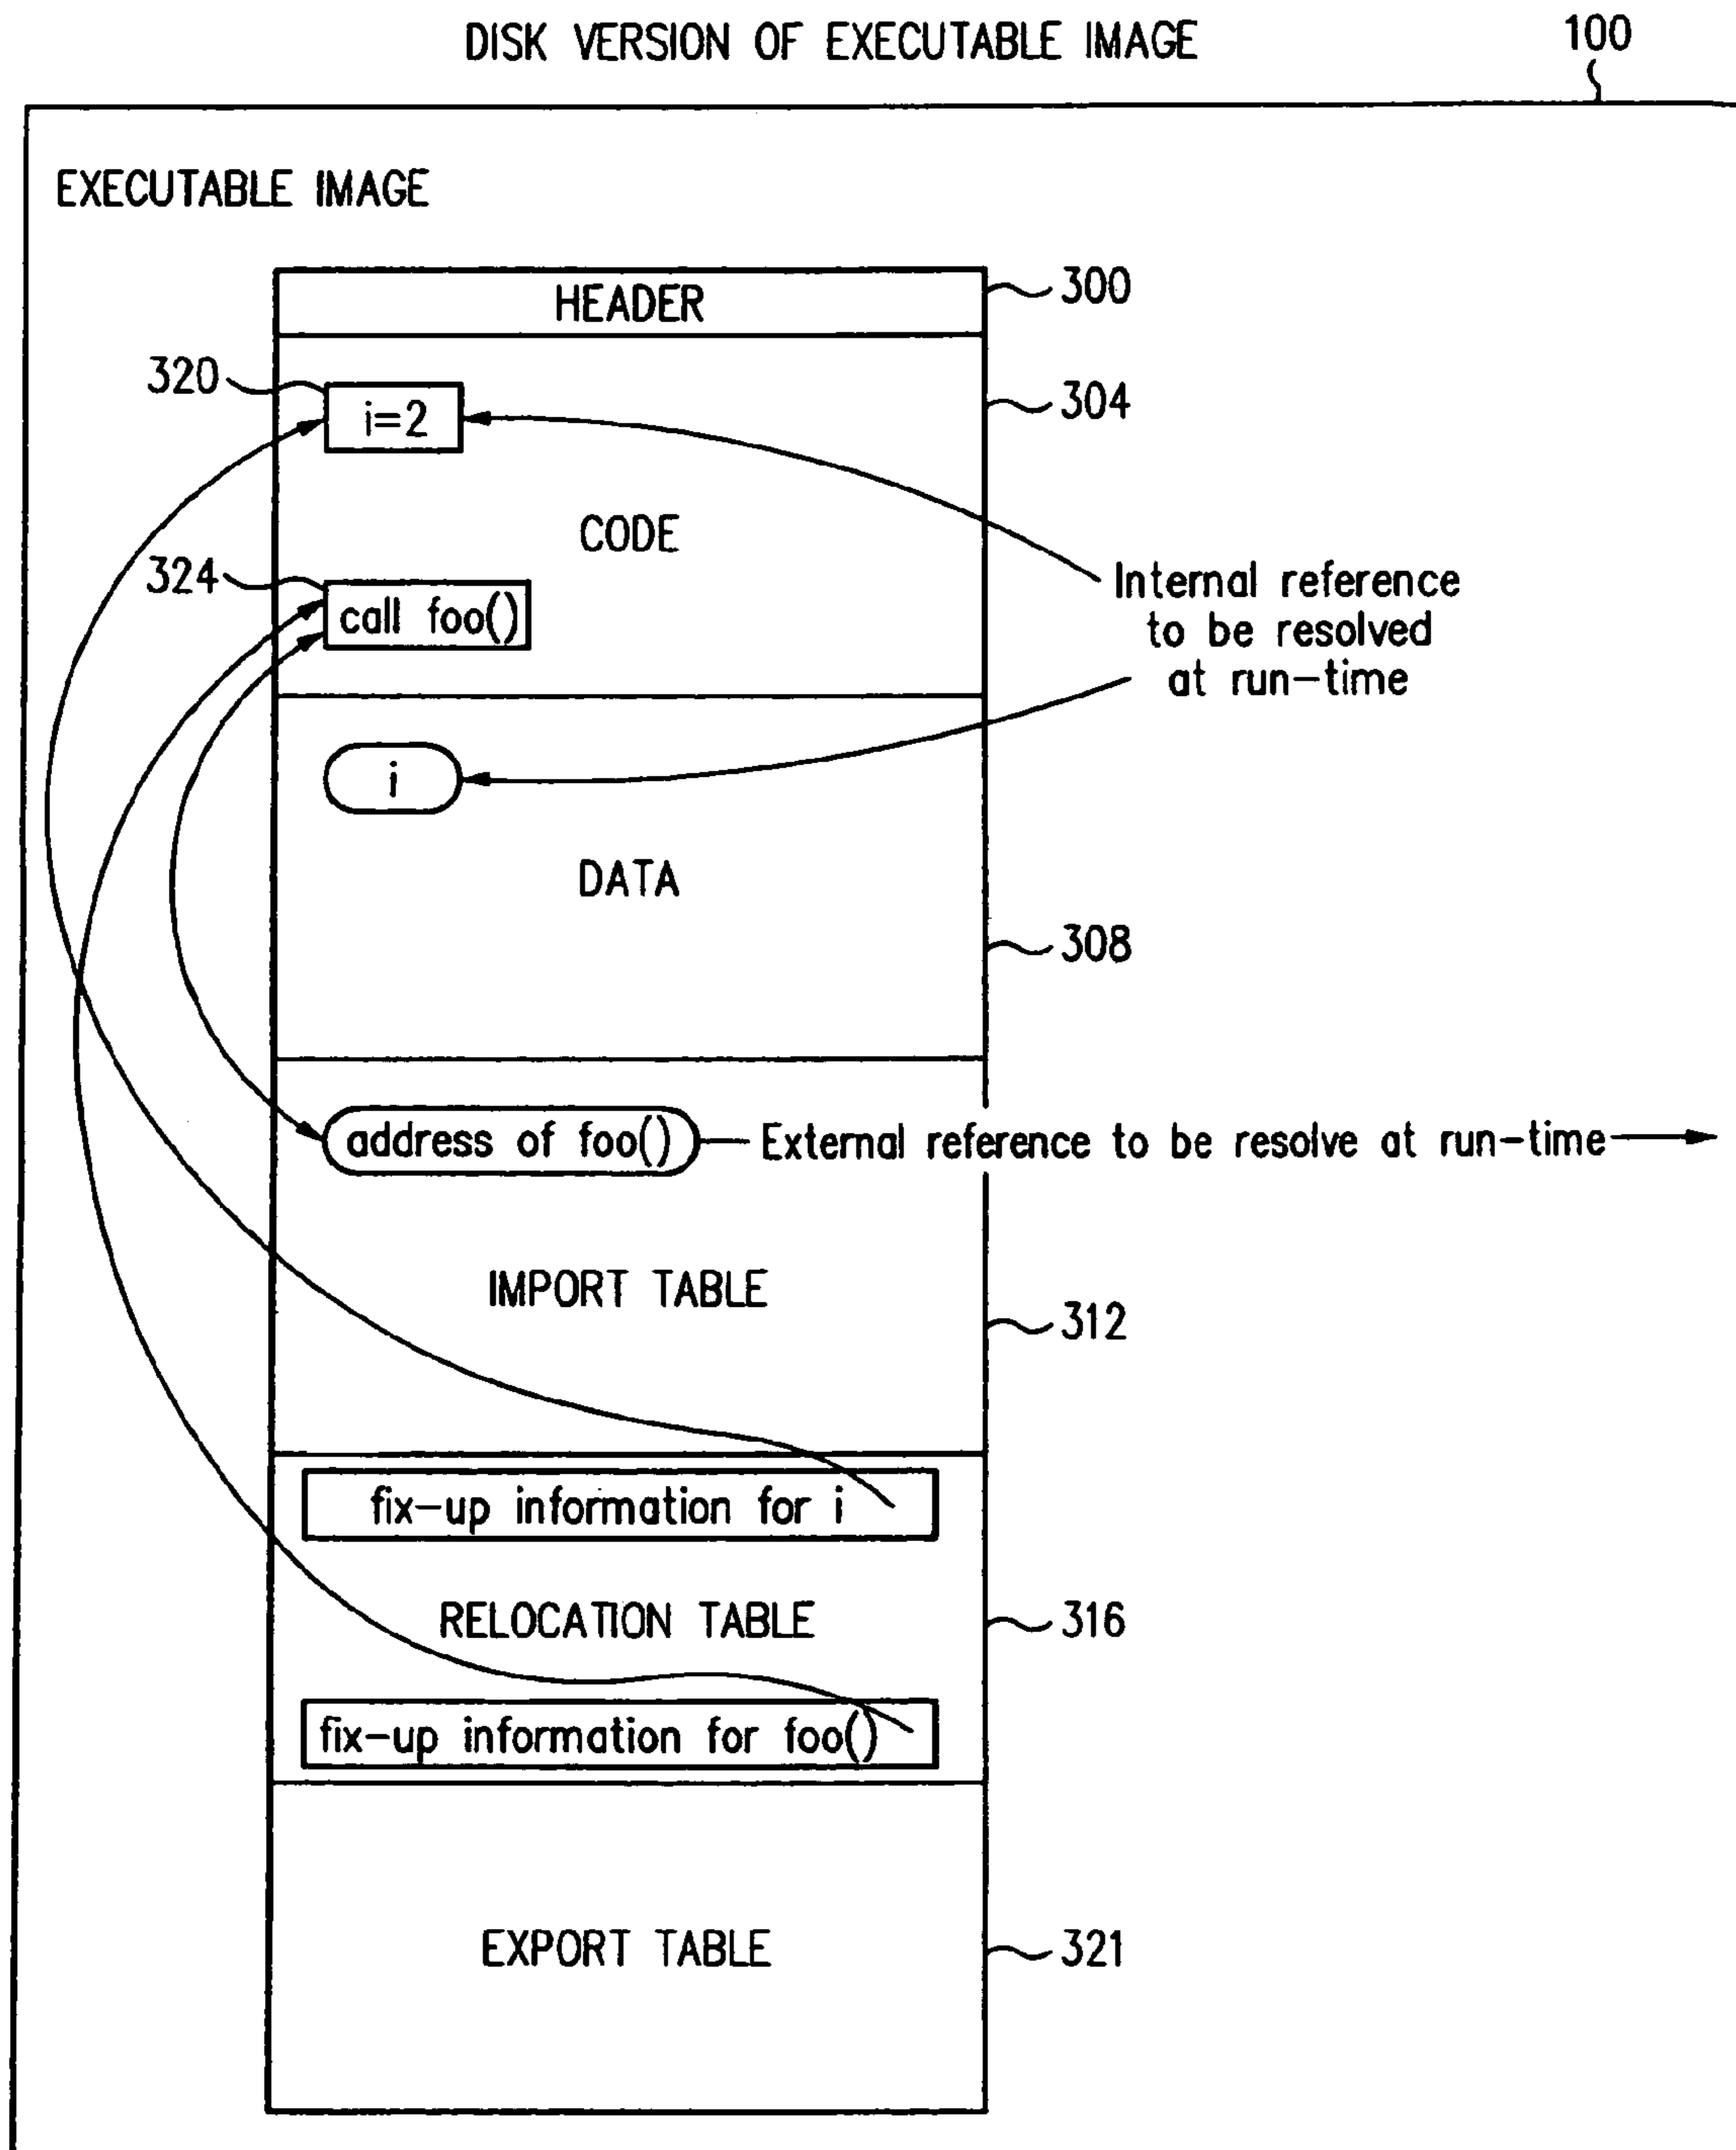 DISK VERSION OF EXECUTABLE IMAGE
100
EXECUTABLE IMAGE
HEADER
300
320
i=2
304
CODE
324
call foo()
Internal reference
to be resolved
at run-time
i
DATA
308
address of foo()
External reference to be resolve at run-time
IMPORT TABLE
312
fix-up information for i
RELOCATION TABLE
316
fix-up information for foo()
EXPORT TABLE
321